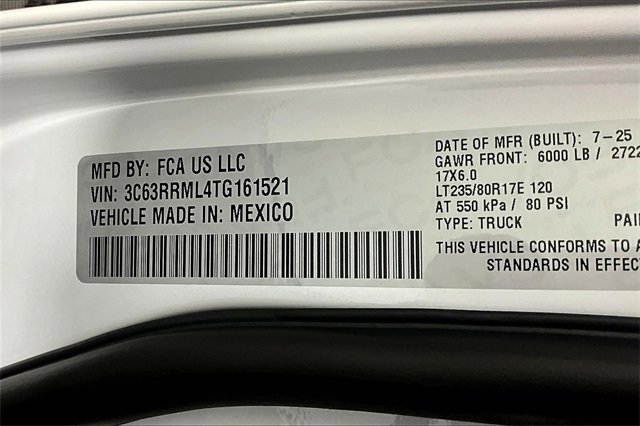 MFD BY: FCA US LLC
VIN: 3C63RRML4TG161521
VEHICLE MADE IN: MEXICO
DATE OF MFR (BUILT): 7-25
GAWR FRONT: 6000 LB / 2722
17X6.0
LT235/80R17E 120
AT 550 kPa / 80 PSI
TYPE: TRUCK
THIS VEHICLE CONFORMS TO
STANDARDS IN EFFECT